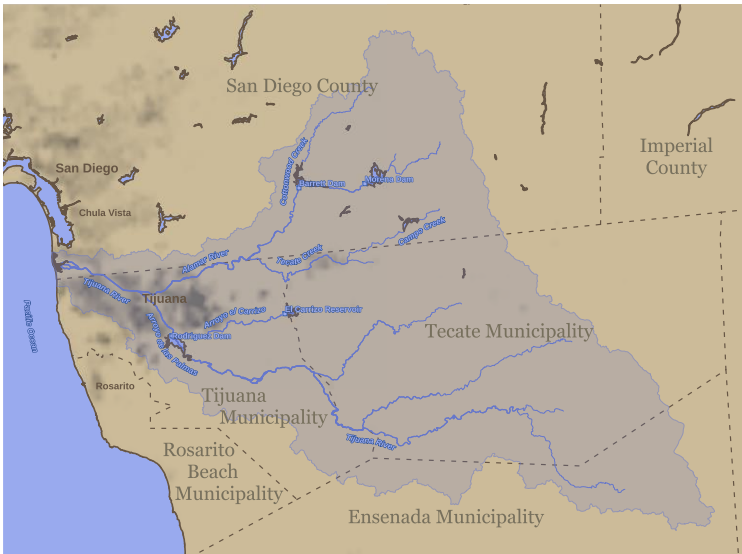 San Diego County
Imperial
County
Cottonwood Creek
San Diego
Barrett Dam
Morena Dam
Chula Vista
Campo Creek
Tecate Creek
Alamar River
Tijuana River
Tijuana
Pacific Ocean
Arroyo el Carrizo
El Carrizo Reservoir
Arroyo de las Palmas
Rodriguez Dam
Tecate Municipality
Rosarito
Tijuana
Municipality
Tijuana River
Rosarito
Beach
Municipality
Ensenada Municipality